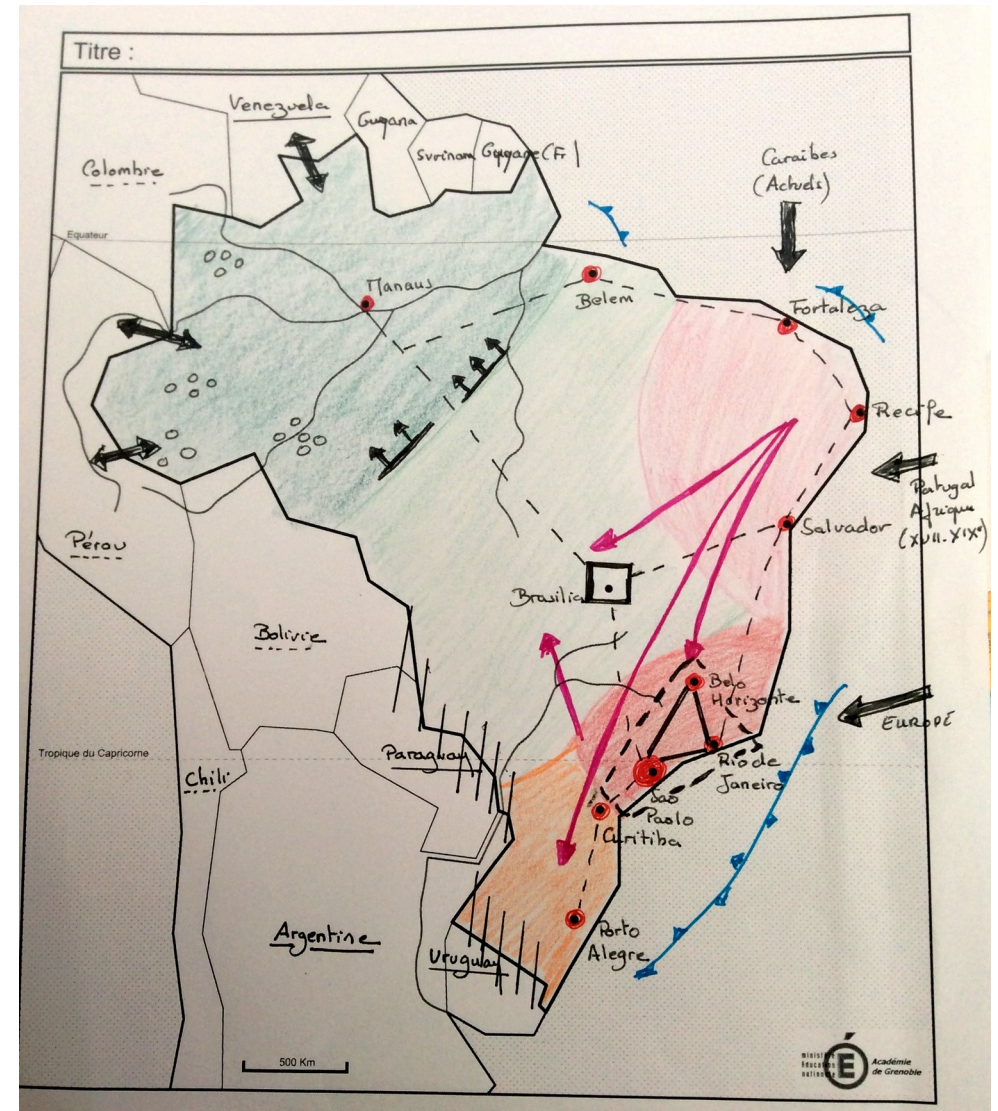 Titre :
Venezuela
Guyana
Surinam
Guyane (Fr)
Colombie
Caraibes
(Actuels)
Equateur
Manaus
Belem
Fortaleza
Recife
Portugal
Afrique
(XVII-XIXe)
Salvador
Pérou
Brasilia
Bolivie
Belo
Horizonte
EUROPE
Tropique du Capricorne
Paraguay
Chili
Rio de
Janeiro
São
Paolo
Curitiba
Argentine
Porto
Alegre
Uruguay
500 Km
ministère
éducation
nationale
É
Académie
de Grenoble